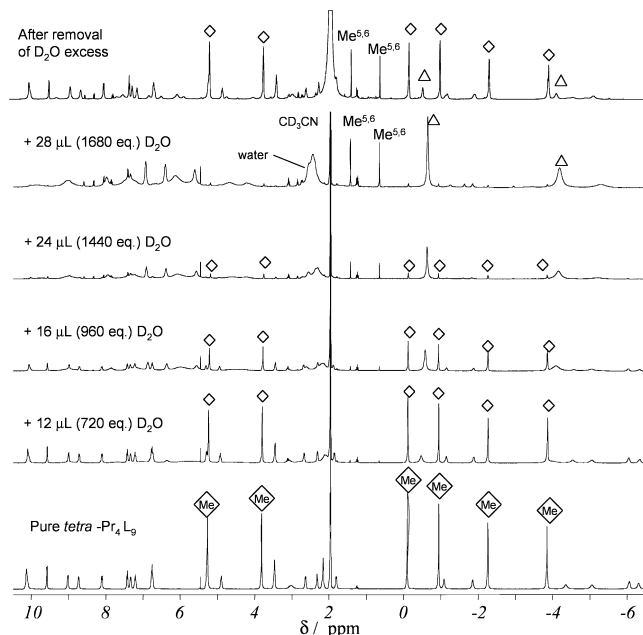 After removal
of D₂O excess
Me⁵,⁶
Me⁵,⁶
+ 28 μL (1680 eq.) D₂O
CD₃CN
Me⁵,⁶
Me⁵,⁶
water
+ 24 μL (1440 eq.) D₂O
+ 16 μL (960 eq.) D₂O
+ 12 μL (720 eq.) D₂O
Me Me Me Me Me Me
Pure tetra -Pr₄L₉
10 8 6 4 2 0 -2 -4 -6
δ / ppm